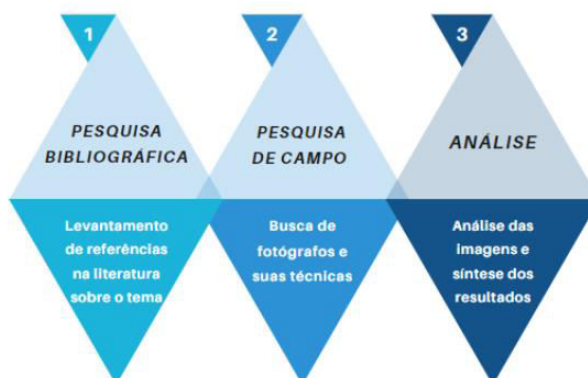 1
PESQUISA
BIBLIOGRÁFICA
Levantamento
de referências
na literatura
sobre o tema
2
PESQUISA
DE CAMPO
Busca de
fotógrafos e
suas técnicas
3
ANÁLISE
Análise das
imagens e
síntese dos
resultados